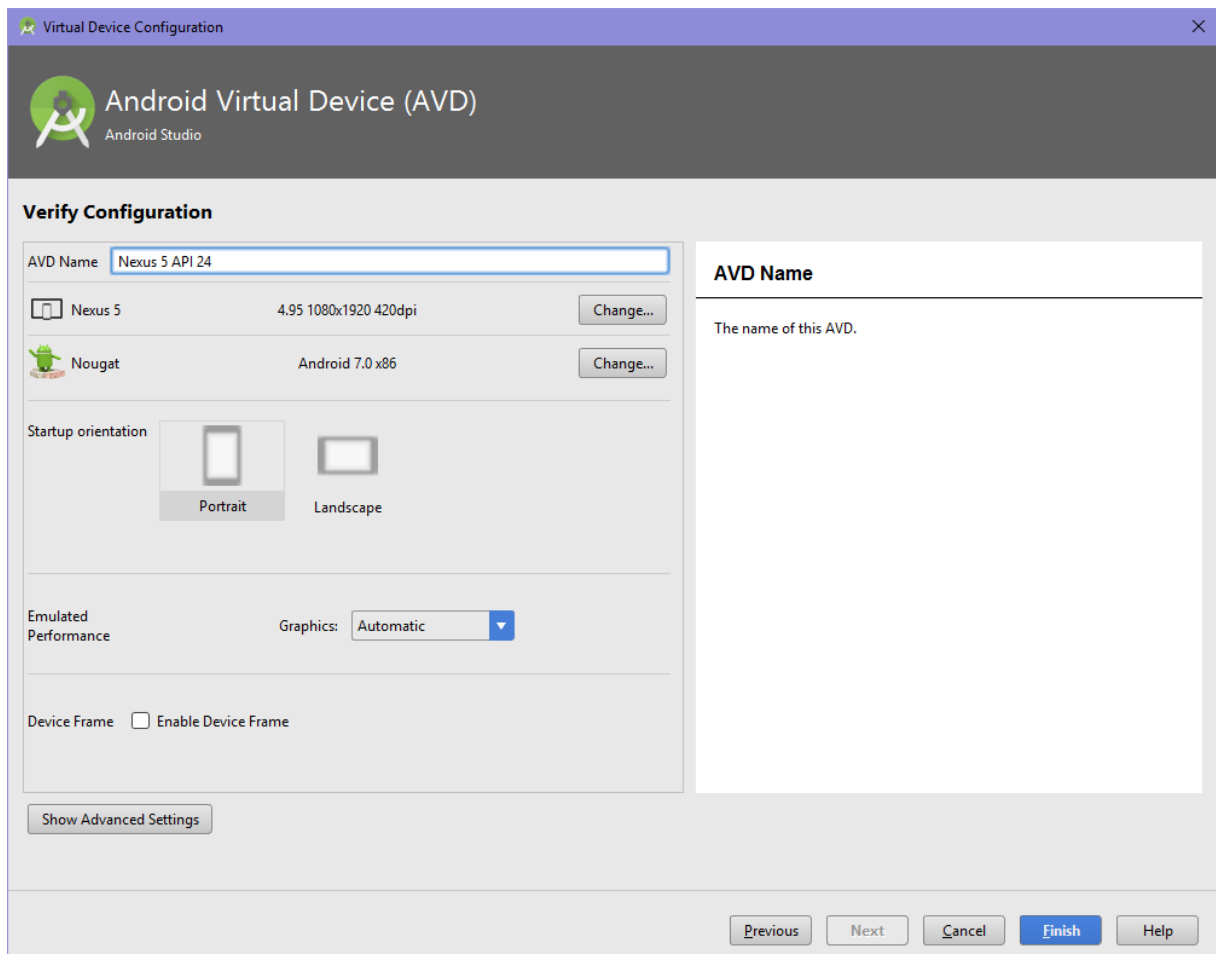 Virtual Device Configuration
Android Virtual Device (AVD)
Android Studio
Verify Configuration
AVD Name Nexus 5 API 24
Nexus 5 4.95 1080x1920 420dpi Change...
Nougat Android 7.0 x86 Change...
Startup orientation
Portrait Landscape
Emulated
Performance
Graphics: Automatic
Device Frame Enable Device Frame
Show Advanced Settings
AVD Name
The name of this AVD.
Previous Next Cancel Finish Help